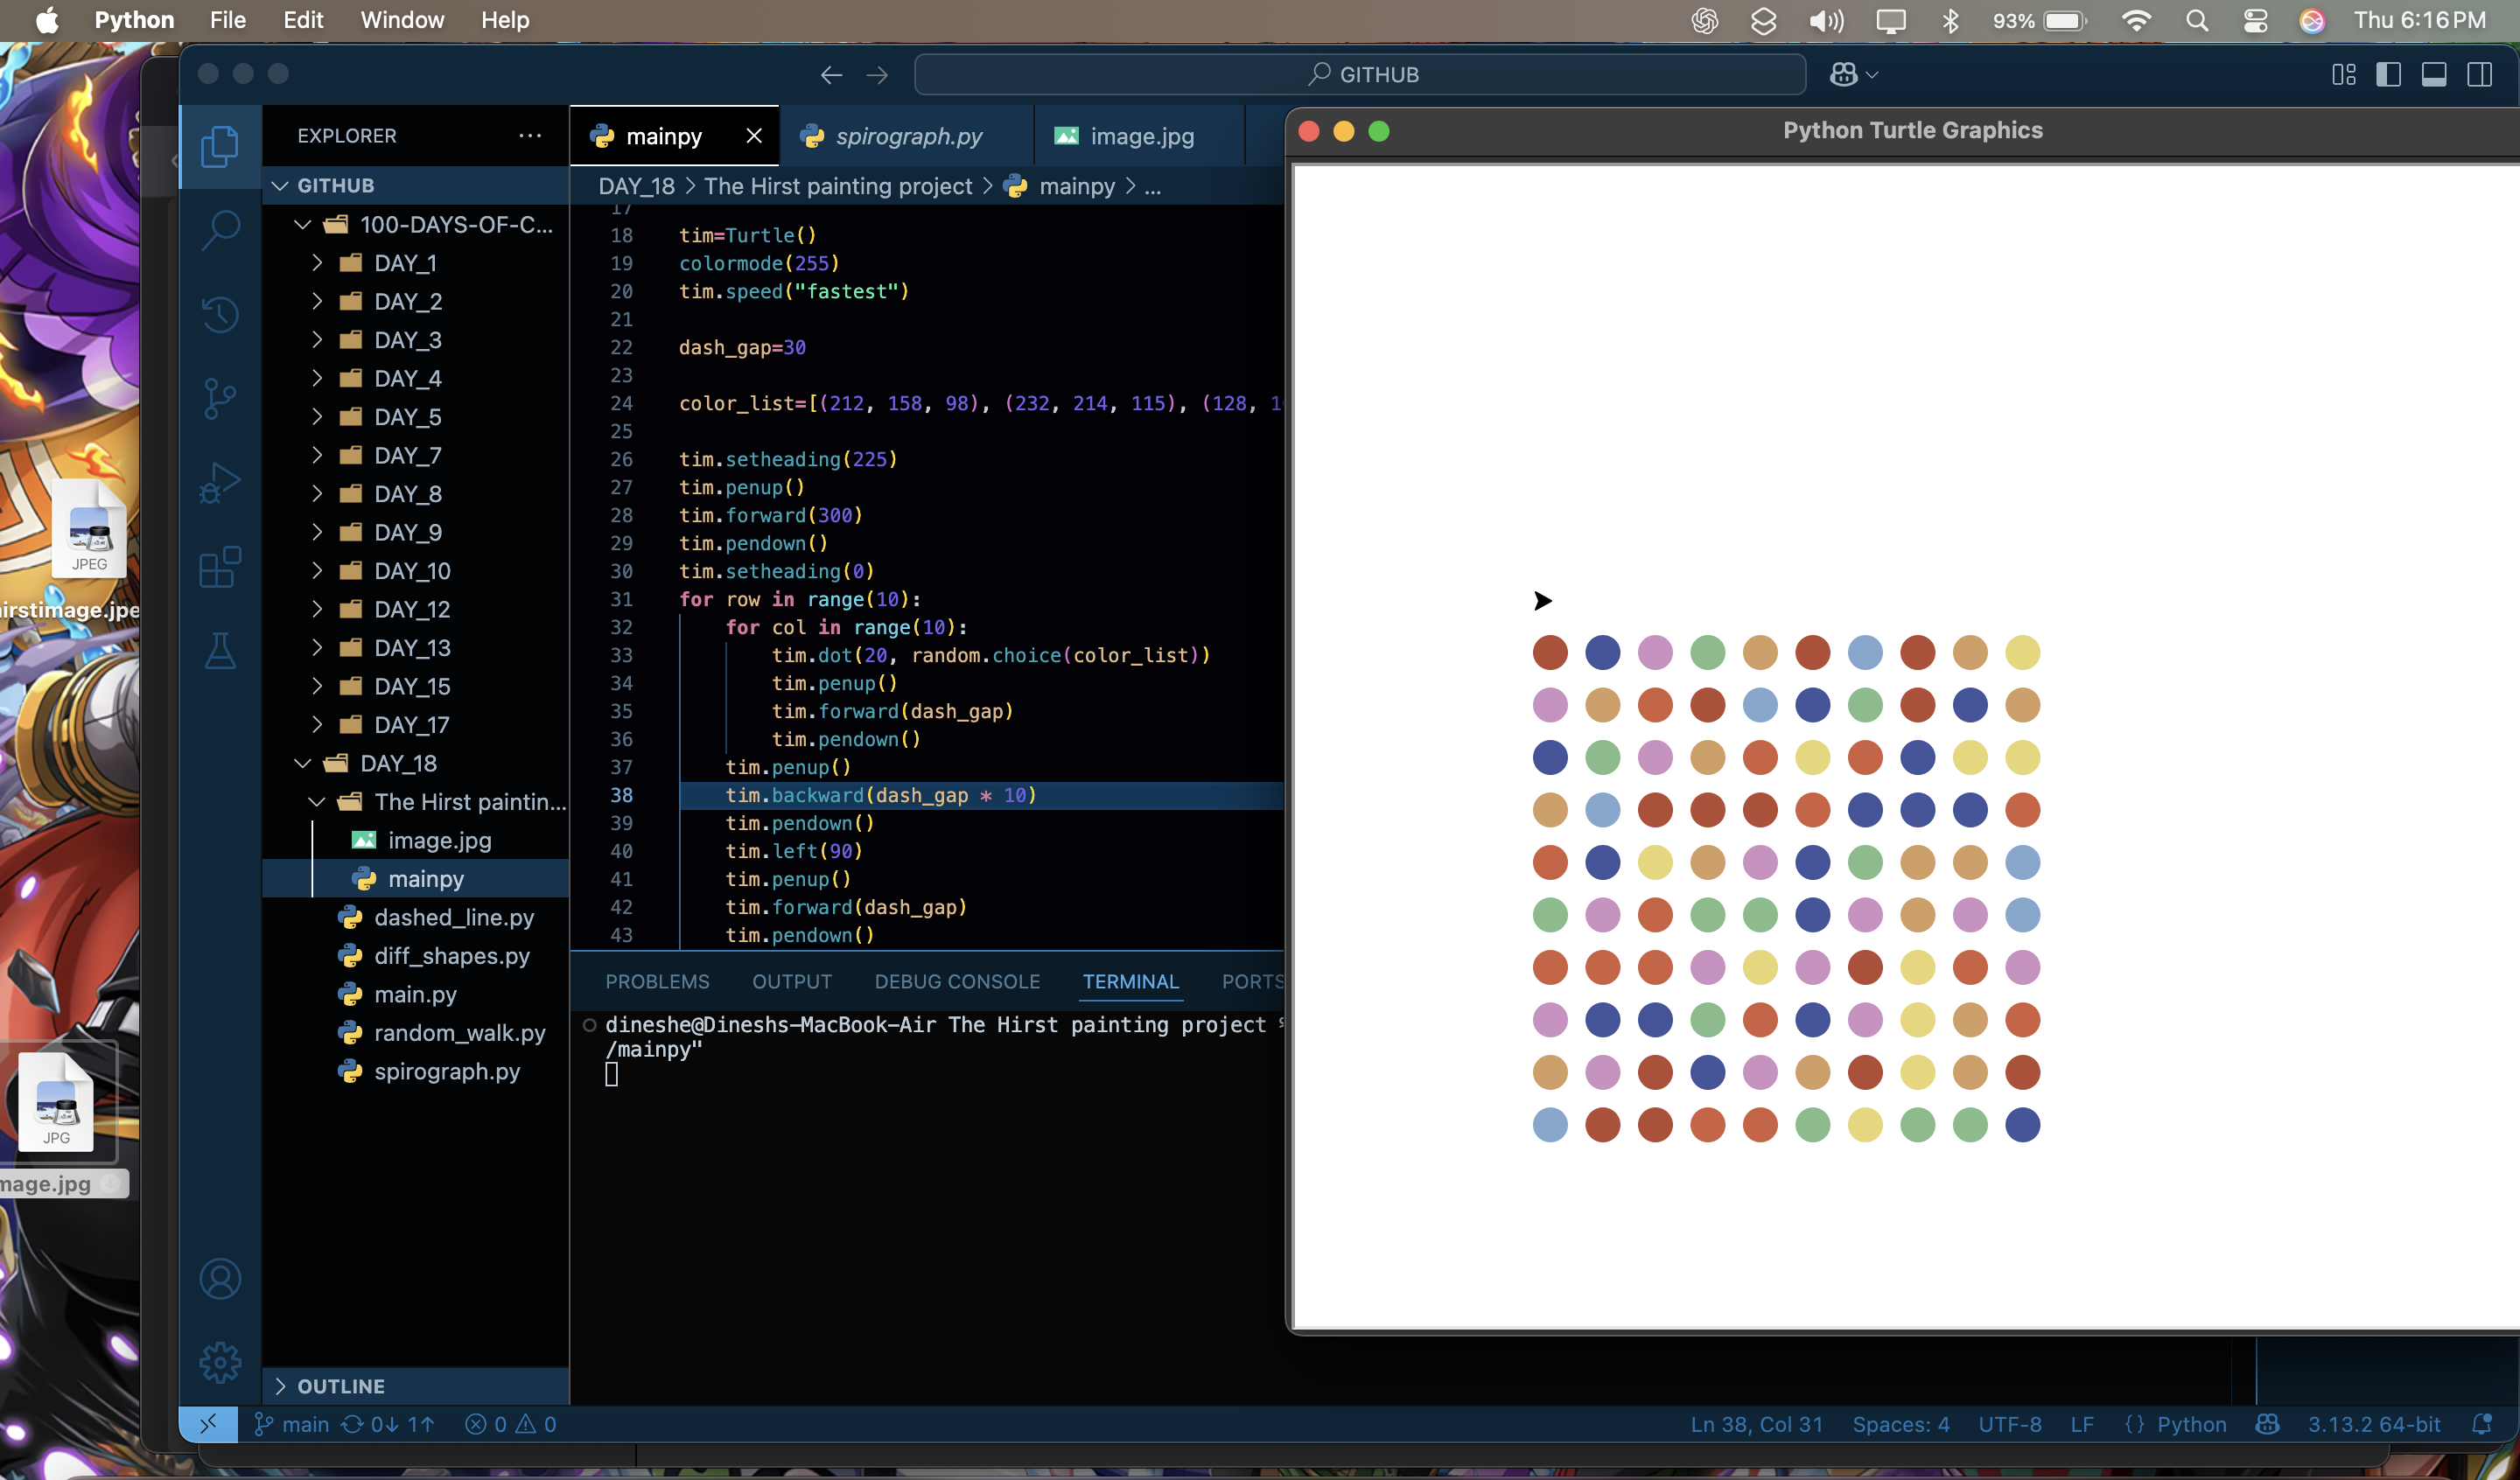 Python File Edit Window Help 93% Thu 6:16 PM
GITHUB
EXPLORER
mainpy spirograph.py image.jpg
Python Turtle Graphics
GITHUB
DAY_18 > The Hirst painting project > mainpy > ...
100-DAYS-OF-C...
DAY_1
DAY_2
DAY_3
DAY_4
DAY_5
DAY_7
DAY_8
DAY_9
DAY_10
DAY_12
DAY_13
DAY_15
DAY_17
DAY_18
The Hirst paintin...
image.jpg
mainpy
dashed_line.py
diff_shapes.py
main.py
random_walk.py
spirograph.py
OUTLINE
17
18 tim=Turtle()
19 colormode(255)
20 tim.speed("fastest")
21
22 dash_gap=30
23
24 color_list=[(212, 158, 98), (232, 214, 115), (128,
25
26 tim.setheading(225)
27 tim.penup()
28 tim.forward(300)
29 tim.pendown()
30 tim.setheading(0)
31 for row in range(10):
32 for col in range(10):
33 tim.dot(20, random.choice(color_list))
34 tim.penup()
35 tim.forward(dash_gap)
36 tim.pendown()
37 tim.penup()
38 tim.backward(dash_gap * 10)
39 tim.pendown()
40 tim.left(90)
41 tim.penup()
42 tim.forward(dash_gap)
43 tim.pendown()
PROBLEMS OUTPUT DEBUG CONSOLE TERMINAL PORTS
dineshe@Dineshs-MacBook-Air The Hirst painting project
/mainpy"
JPEG
irstimage.jpe
JPG
mage.jpg
main 0↓ 1↑ 0 0
Ln 38, Col 31 Spaces: 4 UTF-8 LF {} Python 3.13.2 64-bit